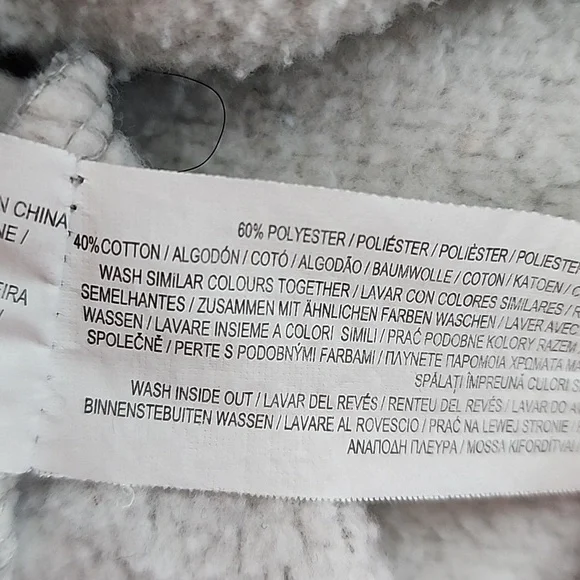 N CHINA
NE /
EIRA
/
60% POLYESTER / POLIÉSTER / POLIÈSTER / POLIESTER
40% COTTON / ALGODÓN / COTÓ / ALGODÃO / BAUMWOLLE / COTON / KATOEN / C
WASH SIMILAR COLOURS TOGETHER / LAVAR CON COLORES SIMILARES / R
SEMELHANTES / ZUSAMMEN MIT ÄHNLICHEN FARBEN WASCHEN / LAVER AVEC
WASSEN / LAVARE INSIEME A COLORI SIMILI / PRAĆ PODOBNE KOLORY RAZEM
SPOLEČNĚ / PERTE S PODOBNÝMI FARBAMI / ΠΛΥΝΕΤΕ ΠΑΡΟΜΟΙΑ ΧΡΩΜΑΤΑ ΜΑ
SPĂLAȚI ÎMPREUNĂ CULORI S
WASH INSIDE OUT / LAVAR DEL REVÉS / RENTEU DEL REVÉS / LAVAR DO A
BINNENSTEBUITEN WASSEN / LAVARE AL ROVESCIO / PRAĆ NA LEWEJ STRONIE /
ΑΝΑΠΟΔΗ ΠΛΕΥΡΑ / MOSSA KIFORDÍTVA